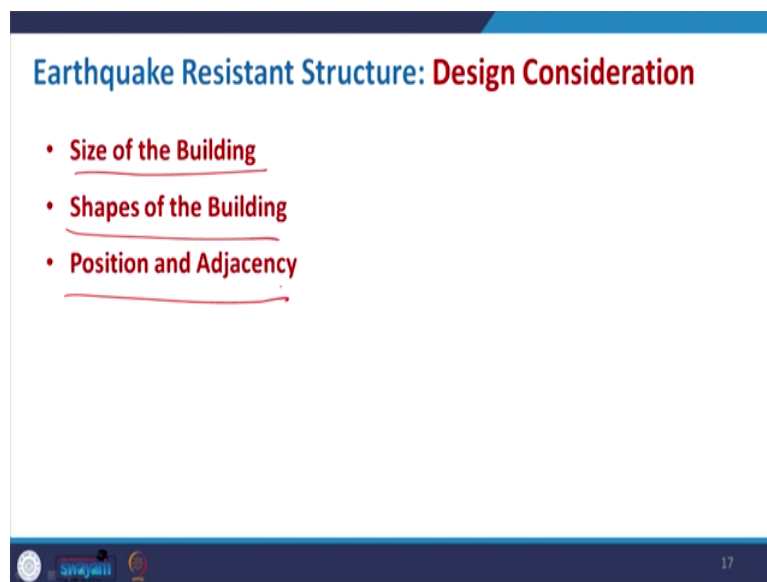 Earthquake Resistant Structure: Design Consideration
• Size of the Building
• Shapes of the Building
• Position and Adjacency
swayam
17